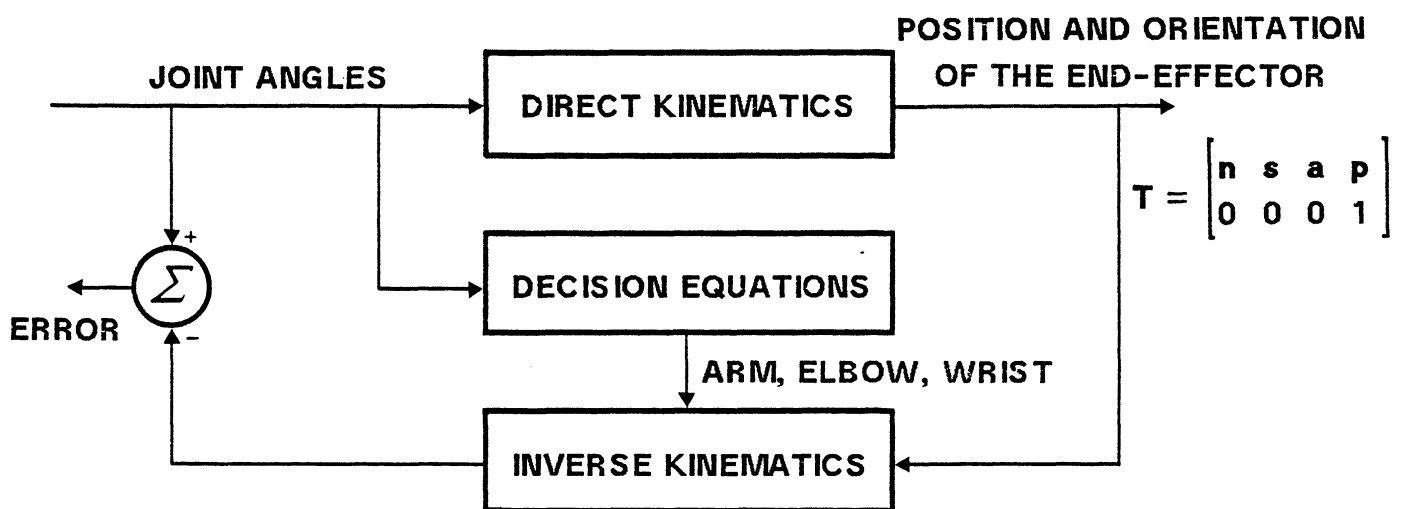 POSITION AND ORIENTATION
OF THE END-EFFECTOR
JOINT ANGLES
DIRECT KINEMATICS
T = [n s a p
0 0 0 1]
+
Σ
DECISION EQUATIONS
ERROR
-
ARM, ELBOW, WRIST
INVERSE KINEMATICS